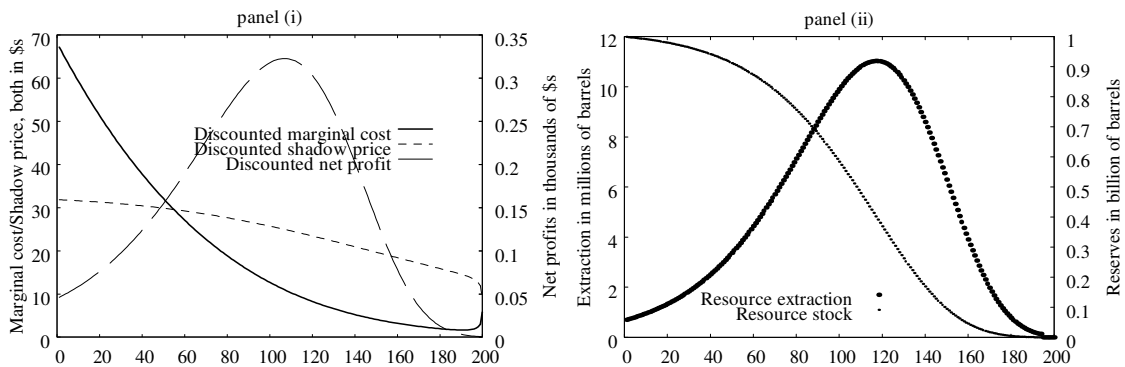 panel (i)
Marginal cost/Shadow price, both in $s
70
60
50
40
30
20
10
0
Discounted marginal cost
Discounted shadow price
Discounted net profit
0.35
0.3
0.25
0.2
0.15
0.1
0.05
0
Net profits in thousands of $s
0 20 40 60 80 100 120 140 160 180 200
panel (ii)
Extraction in millions of barrels
12
10
8
6
4
2
0
Resource extraction
Resource stock
1
0.9
0.8
0.7
0.6
0.5
0.4
0.3
0.2
0.1
0
Reserves in billion of barrels
0 20 40 60 80 100 120 140 160 180 200